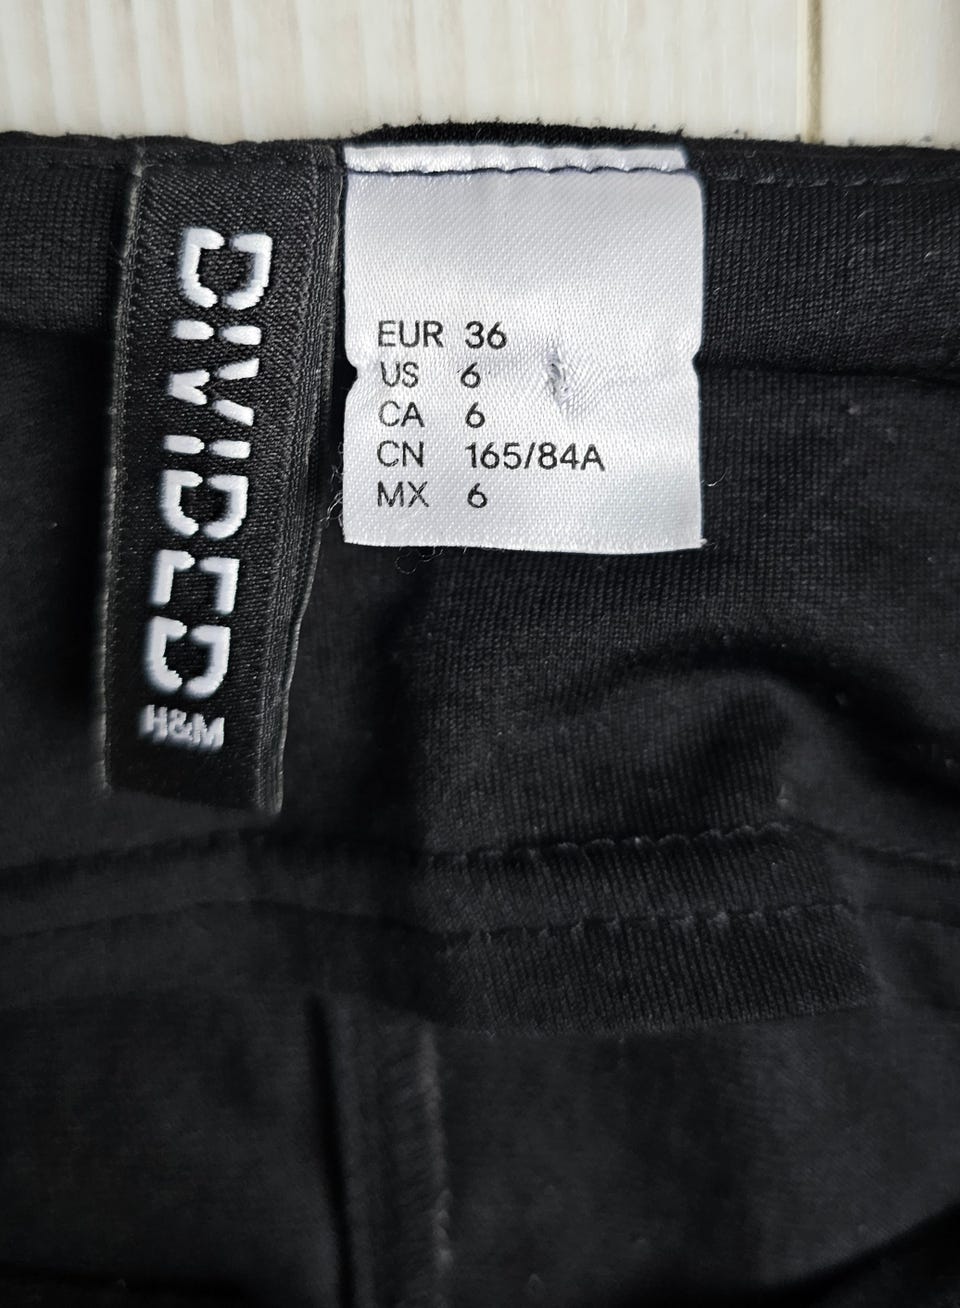 DIVIDED
H&M
EUR 36
US 6
CA 6
CN 165/84A
MX 6